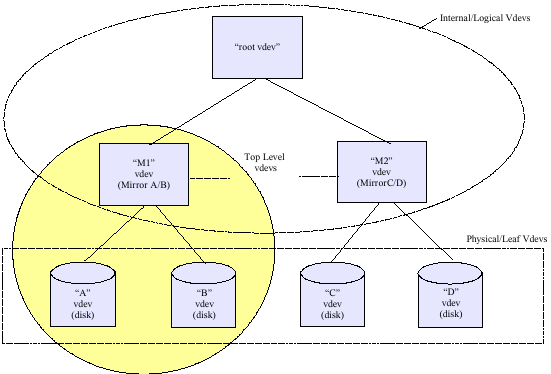 Internal/Logical Vdevs
“root vdev”
“M1”
vdev
(Mirror A/B)
Top Level
vdevs
“M2”
vdev
(MirrorC/D)
Physical/Leaf Vdevs
“A”
vdev
(disk)
“B”
vdev
(disk)
“C”
vdev
(disk)
“D”
vdev
(disk)